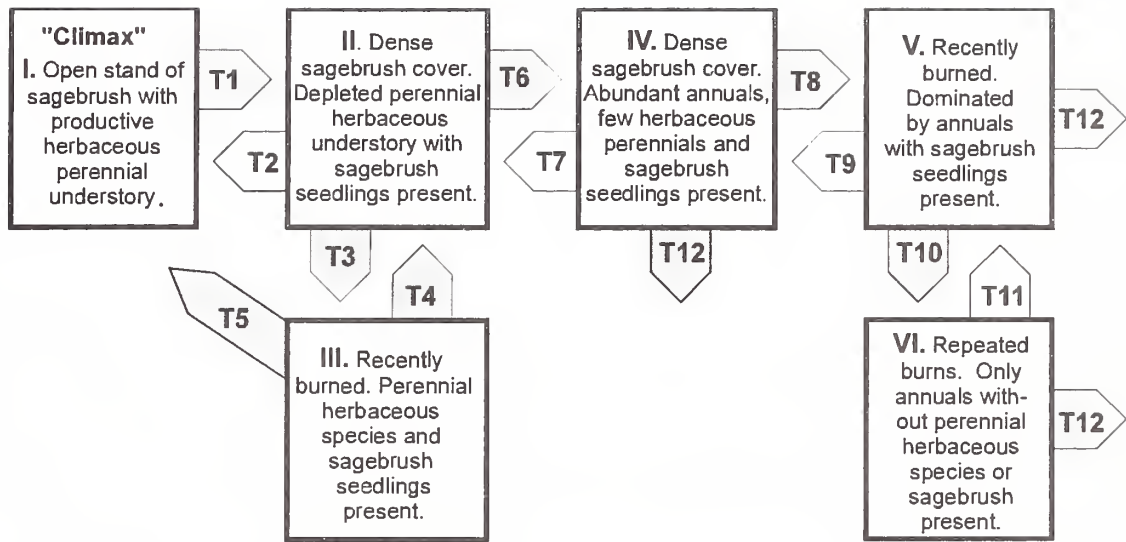 "Climax"
I. Open stand of
sagebrush with
productive
herbaceous
perennial
understory.
T1
T2
II. Dense
sagebrush cover.
Depleted perennial
herbaceous
understory with
sagebrush
seedlings present.
T6
T7
IV. Dense
sagebrush cover.
Abundant annuals,
few herbaceous
perennials and
sagebrush
seedlings present.
T8
T9
V. Recently
burned.
Dominated
by annuals
with sagebrush
seedlings
present.
T12
T3
T4
T5
T12
T10
T11
III. Recently
burned. Perennial
herbaceous
species and
sagebrush
seedlings
present.
VI. Repeated
burns. Only
annuals with-
out perennial
herbaceous
species or
sagebrush
present.
T12